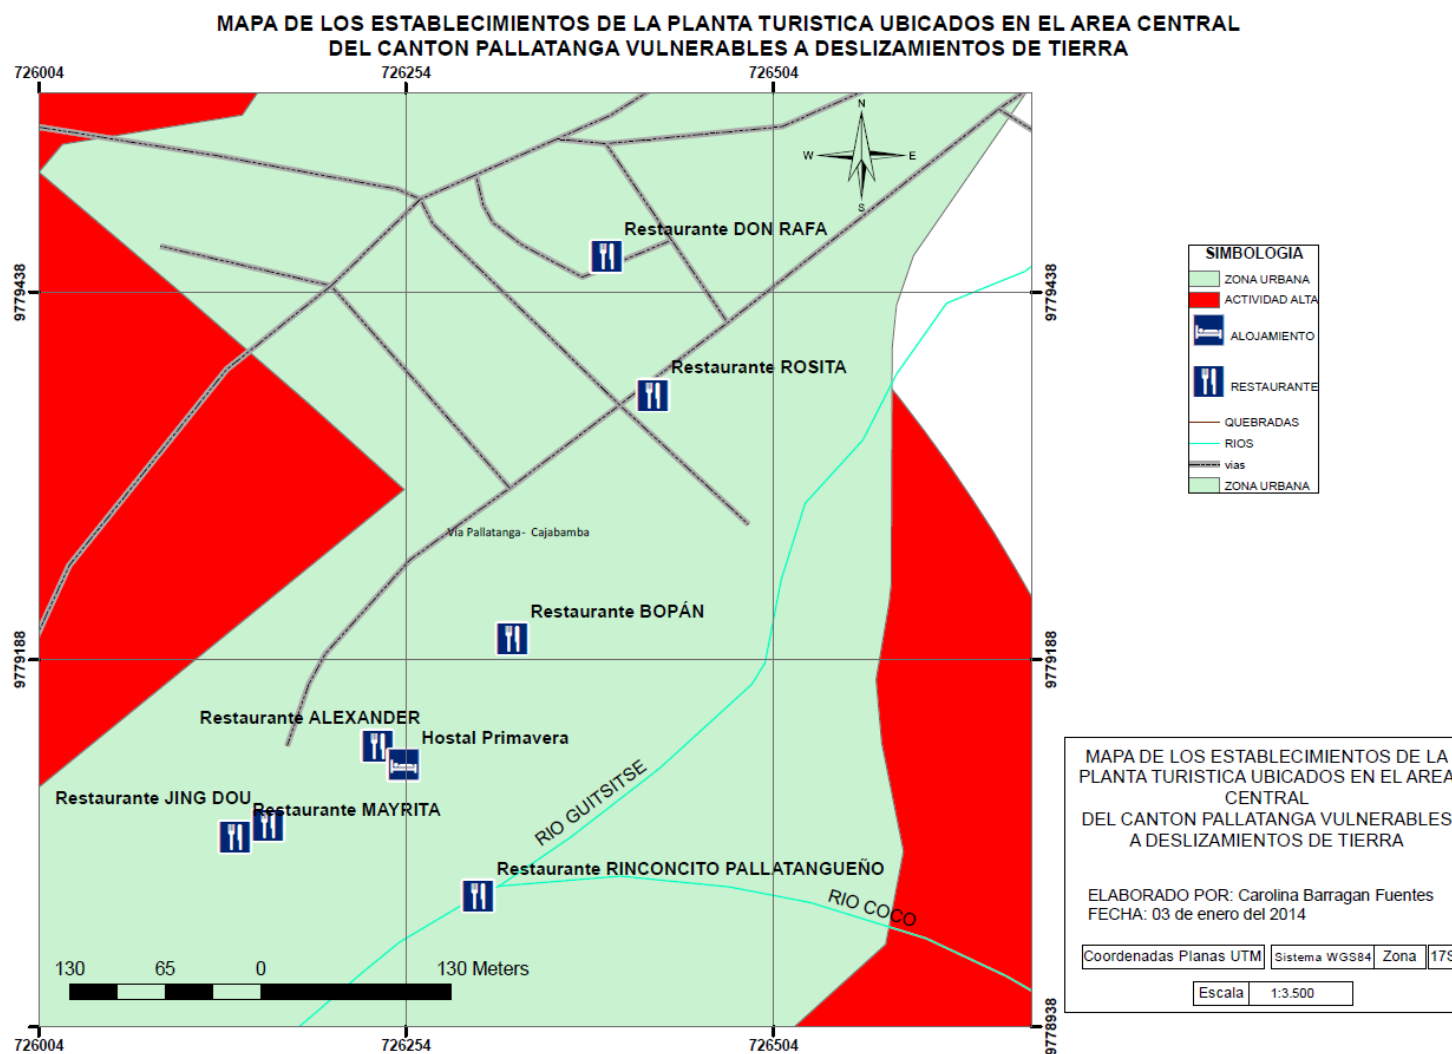 MAPA DE LOS ESTABLECIMIENTOS DE LA PLANTA TURISTICA UBICADOS EN EL AREA CENTRAL
DEL CANTON PALLATANGA VULNERABLES A DESLIZAMIENTOS DE TIERRA
726004
726254
726504
N
W
E
S
Restaurante DON RAFA
9779438
9779438
Restaurante ROSITA
Via Pallatanga- Cajabamba
Restaurante BOPÁN
9779188
9779188
Restaurante ALEXANDER
Hostal Primavera
Restaurante JING DOU
Restaurante MAYRITA
RIO GUITSITSE
Restaurante RINCONCITO PALLATANGUEÑO
RIO COCO
130
65
0
130 Meters
9778938
726004
726254
726504
SIMBOLOGIA
ZONA URBANA
ACTIVIDAD ALTA
ALOJAMIENTO
RESTAURANTE
QUEBRADAS
RIOS
vias
ZONA URBANA
MAPA DE LOS ESTABLECIMIENTOS DE LA
PLANTA TURISTICA UBICADOS EN EL AREA
CENTRAL
DEL CANTON PALLATANGA VULNERABLES
A DESLIZAMIENTOS DE TIERRA
ELABORADO POR: Carolina Barragan Fuentes
FECHA: 03 de enero del 2014
Coordenadas Planas UTM
Sistema WGS84
Zona
17S
Escala
1:3.500